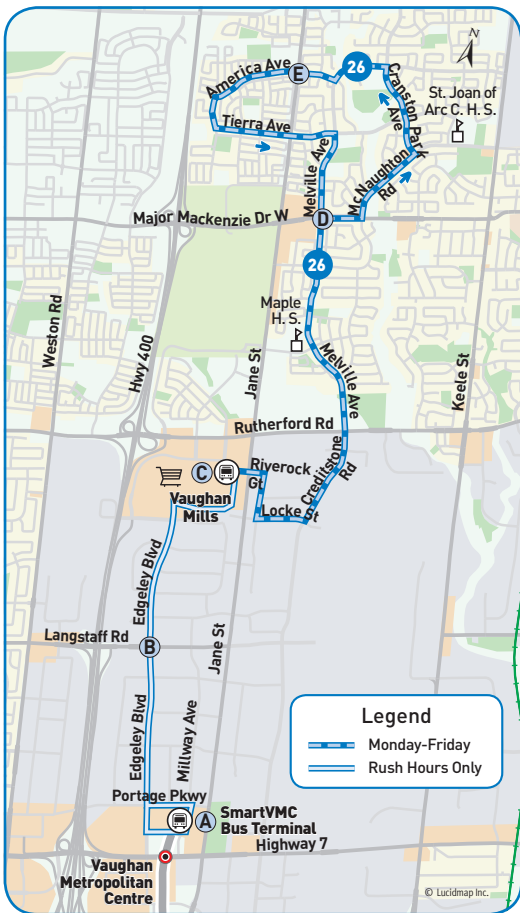 America Ave
E
26
N
Cranston Park
Ave
St. Joan of
Arc C. H. S.
Tierra Ave
Melville Ave
McNaughton
Rd
Major Mackenzie Dr W
D
26
Weston Rd
Hwy 400
Maple
H. S.
Jane St
Melville Ave
Keele St
Rutherford Rd
C
Riverock
Gt
Vaughan
Mills
Creditstone
Rd
Locke St
Edgeley Blvd
Jane St
Langstaff Rd
B
Edgeley Blvd
Millway Ave
Legend
Monday-Friday
Rush Hours Only
Portage Pkwy
A
SmartVMC
Bus Terminal
Highway 7
Vaughan
Metropolitan
Centre
© Lucidmap Inc.